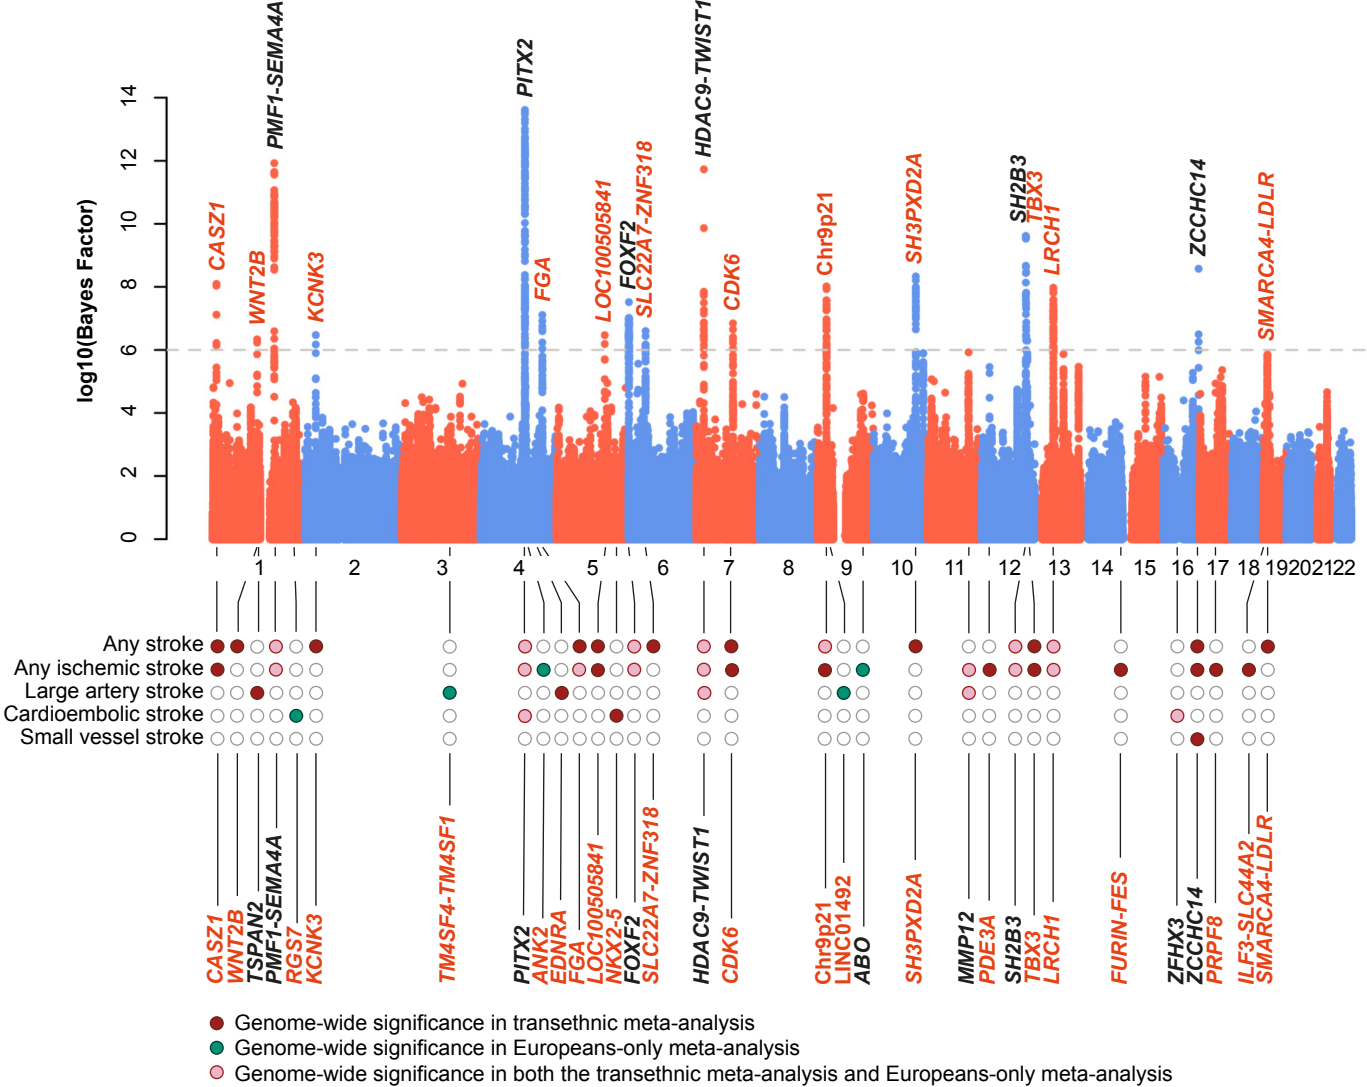 PMF1-SEMA4A
HDAC9-TWIST1
PITX2
CASZ1
WNT2B
KCNK3
FGA
LOC100505841
FOXF2
SLC22A7-ZNF318
CDK6
Chr9p21
SH3PXD2A
SH2B3
TBX3
LRCH1
ZCCHC14
SMARCA4-LDLR
log10(Bayes Factor)
14
12
10
8
6
4
2
0
1 2 3 4 5 6 7 8 9 10 11 12 13 14 15 16 17 18 19 20 21 22
Any stroke
Any ischemic stroke
Large artery stroke
Cardioembolic stroke
Small vessel stroke
CASZ1
WNT2B
TSPAN2
PMF1-SEMA4A
RGS7
KCNK3
TM4SF4-TM4SF1
PITX2
ANK2
EDNRA
FGA
LOC100505841
NKX2-5
FOXF2
SLC22A7-ZNF318
HDAC9-TWIST1
CDK6
Chr9p21
LINC01492
ABO
SH3PXD2A
MMP12
PDE3A
SH2B3
TBX3
LRCH1
FURIN-FES
ZFHX3
ZCCHC14
PRPF8
ILF3-SLC44A2
SMARCA4-LDLR
Genome-wide significance in transethnic meta-analysis
Genome-wide significance in Europeans-only meta-analysis
Genome-wide significance in both the transethnic meta-analysis and Europeans-only meta-analysis